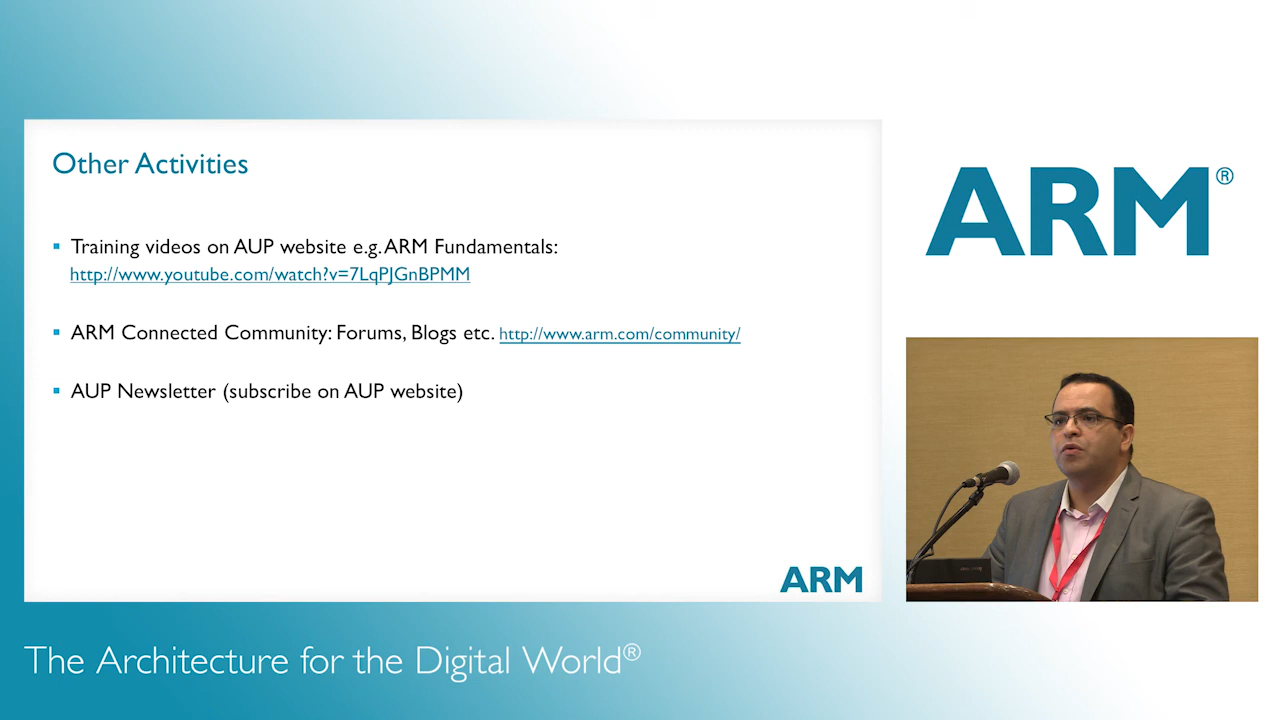 Other Activities
Training videos on AUP website e.g. ARM Fundamentals:
http://www.youtube.com/watch?v=7LqPJGnBPMM
ARM Connected Community: Forums, Blogs etc. http://www.arm.com/community/
AUP Newsletter (subscribe on AUP website)
ARM
ARM®
The Architecture for the Digital World®